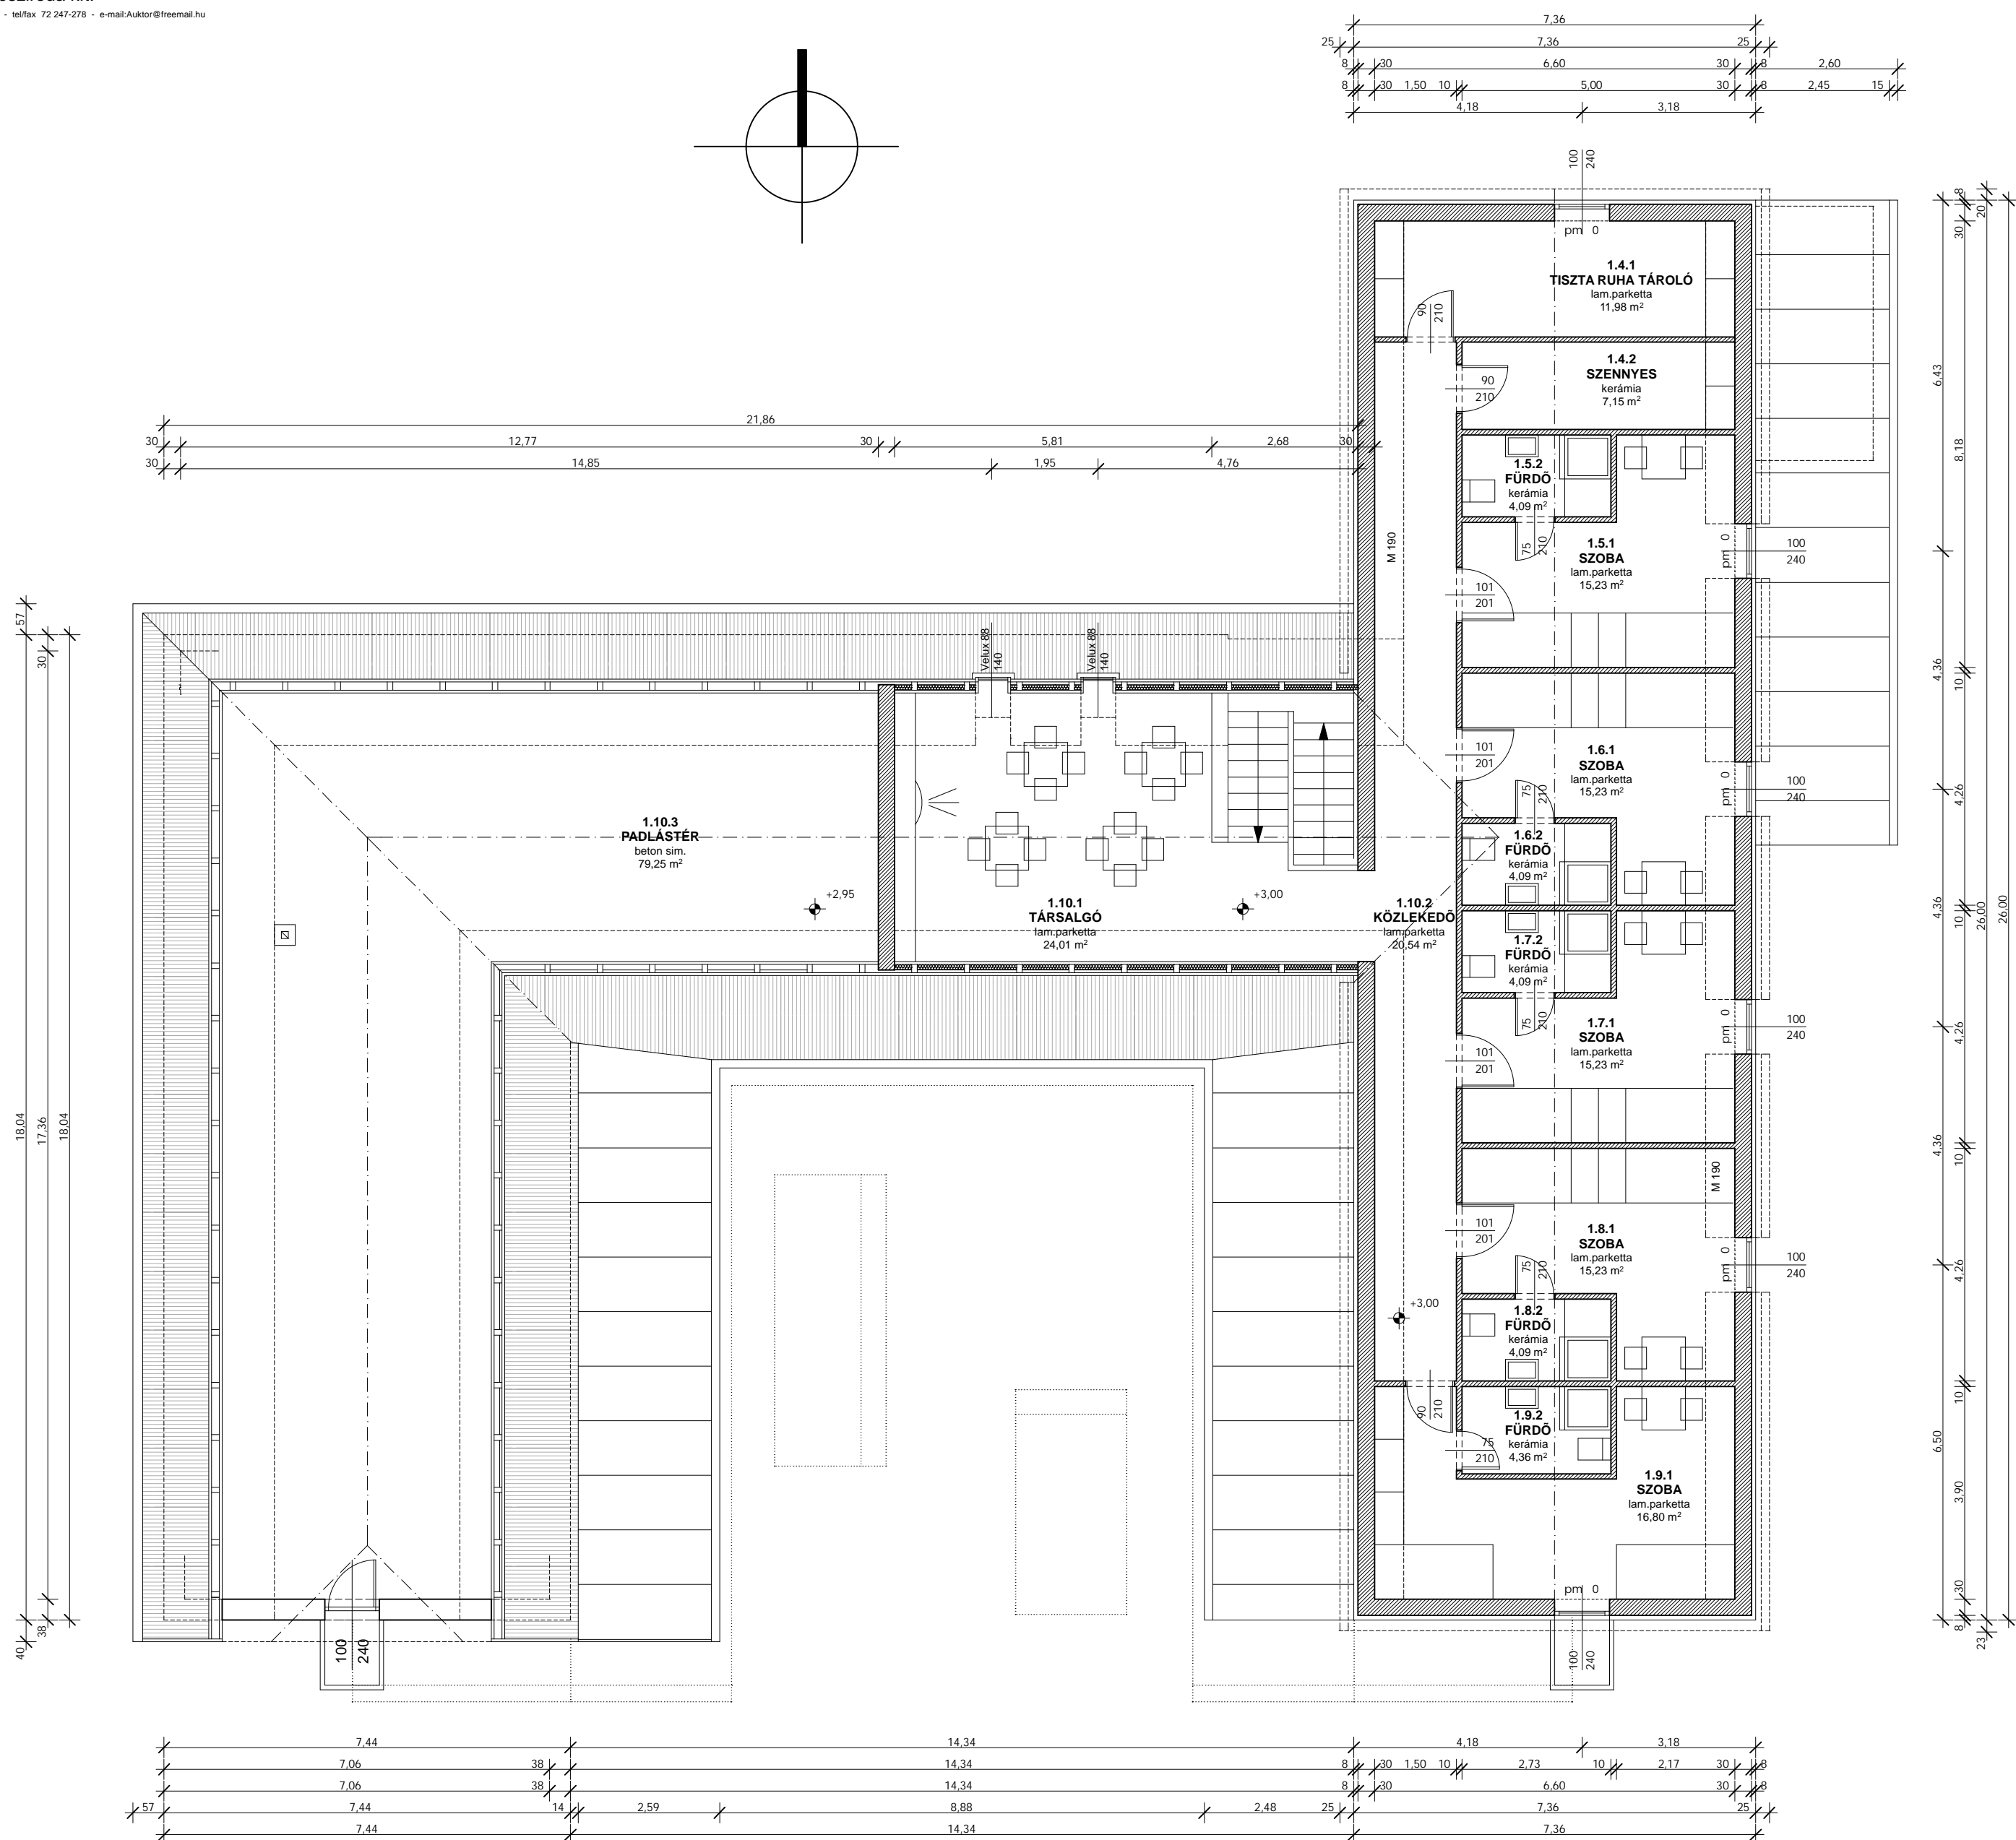 - tel/fax 72 247-278 - e-mail:Auktor@freemail.hu
7,36
25 7,36 25
8 30 6,60 30 8 2,60
8 30 1,50 10 5,00 30 8 2,45 15
4,18 3,18
100
240
pm 0
1.4.1
TISZTA RUHA TÁROLÓ
lam.parketta
11,98 m²
90
210
1.4.2
SZENNYES
kerámia
7,15 m²
90
210
21,86
30 12,77 30 5,81 2,68 30
30 14,85 1,95 4,76
1.5.2
FÜRDÕ
kerámia
4,09 m²
75
210
1.5.1
SZOBA
lam.parketta
15,23 m²
M 190
101
201
pm 0
100
240
Velux 88
140
Velux 88
140
1.6.1
SZOBA
lam.parketta
15,23 m²
101
201
75
210
pm 0
100
240
1.6.2
FÜRDÕ
kerámia
4,09 m²
1.10.3
PADLÁSTÉR
beton sim.
79,25 m²
+2,95
1.10.1
TÁRSALGÓ
lam.parketta
24,01 m²
+3,00
1.10.2
KÖZLEKEDÕ
lam.parketta
20,54 m²
1.7.2
FÜRDÕ
kerámia
4,09 m²
75
210
1.7.1
SZOBA
lam.parketta
15,23 m²
101
201
pm 0
100
240
M 190
1.8.1
SZOBA
lam.parketta
15,23 m²
101
201
75
210
pm 0
100
240
1.8.2
FÜRDÕ
kerámia
4,09 m²
+3,00
90
210
1.9.2
FÜRDÕ
kerámia
4,36 m²
75
210
1.9.1
SZOBA
lam.parketta
16,80 m²
pm 0
100
240
100
240
57
18,04
40
30
17,36
38
18,04
6,43
4,36
4,36
4,36
6,50
8
30
8,18
10
4,26
10
4,26
10
4,26
10
3,90
30
8
20
26,00
23
26,00
7,44 14,34 4,18 3,18
7,06 38 14,34 8 30 1,50 10 2,73 10 2,17 30 8
7,06 38 14,34 8 30 6,60 30 8
57 7,44 14 2,59 8,88 2,48 25 7,36 25
7,44 14,34 7,36